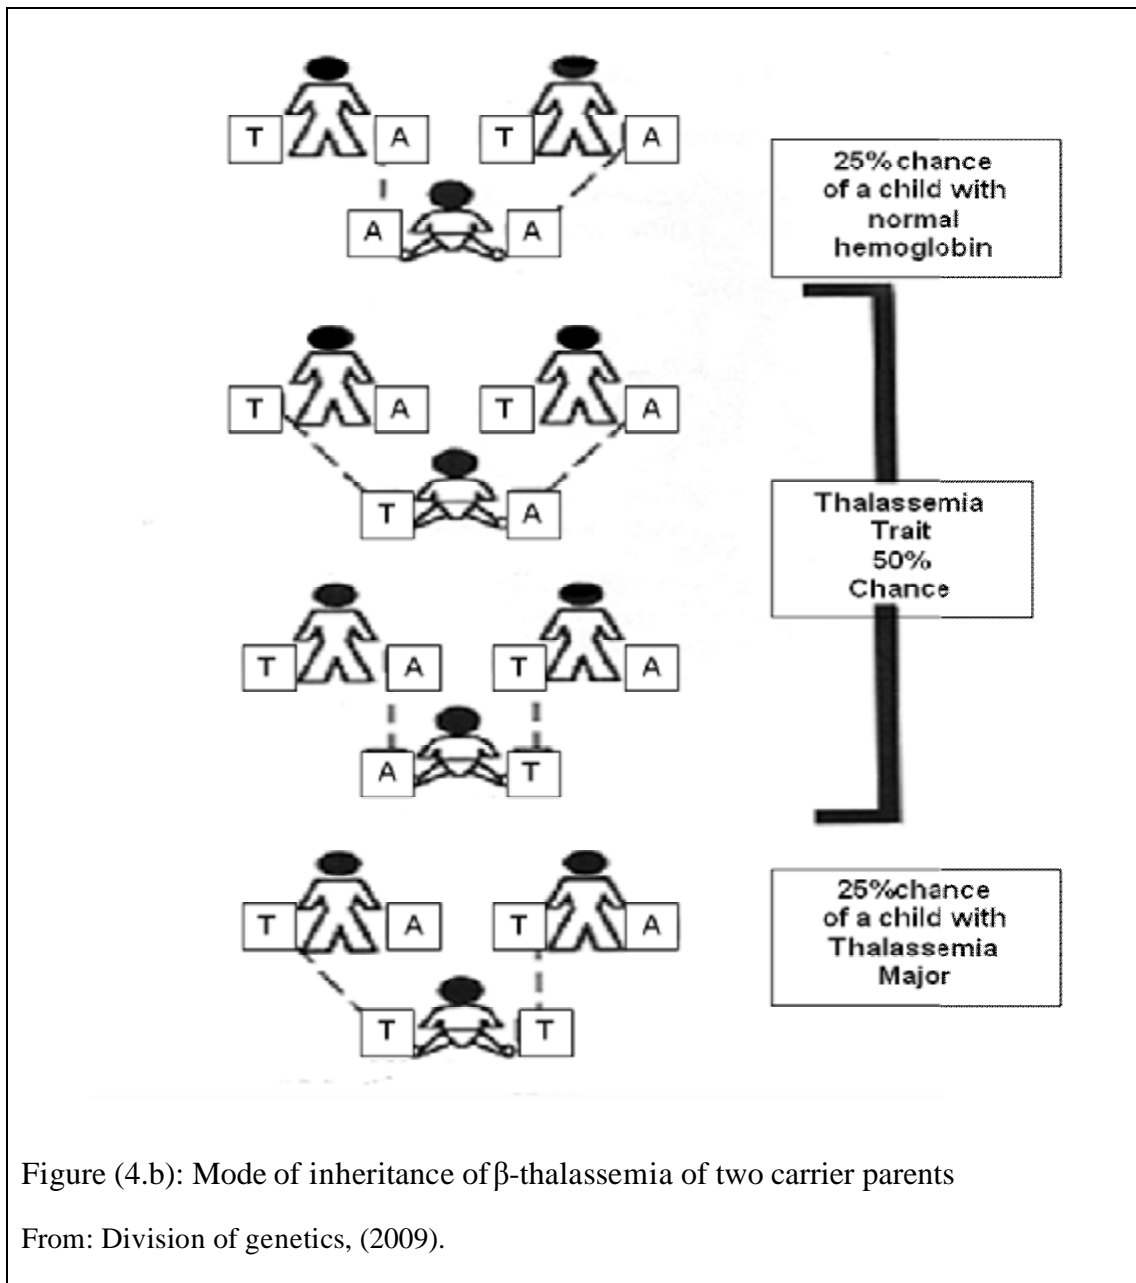 T A T A
A A
25% chance
of a child with
normal
hemoglobin
T A T A
T A
Thalassemia
Trait
50%
Chance
T A T A
A T
T A T A
T T
25%chance
of a child with
Thalassemia
Major
Figure (4.b): Mode of inheritance of β-thalassemia of two carrier parents
From: Division of genetics, (2009).